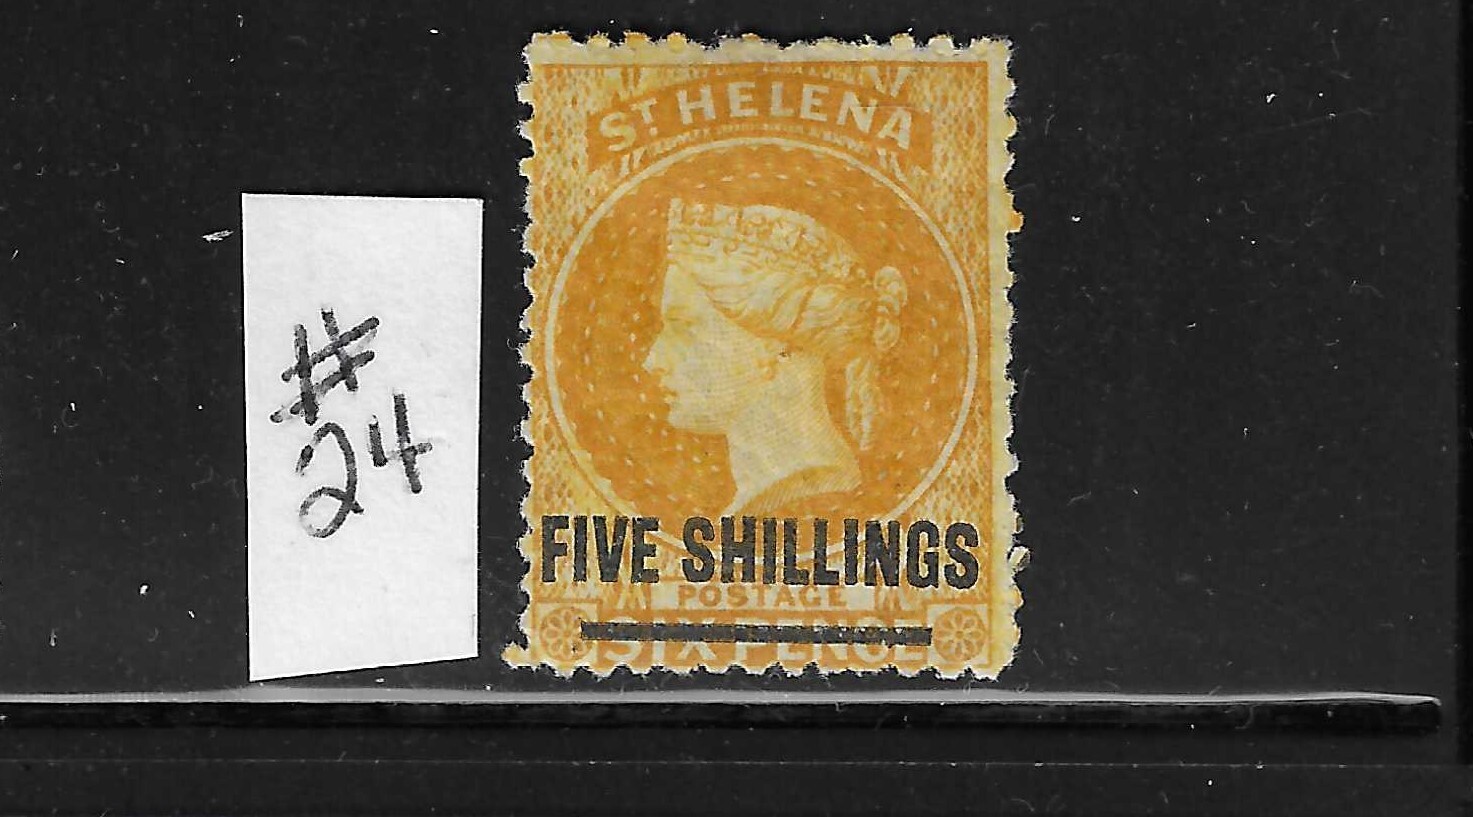 #
24
ST HELENA
FIVE SHILLINGS
POSTAGE
SIX PENCE